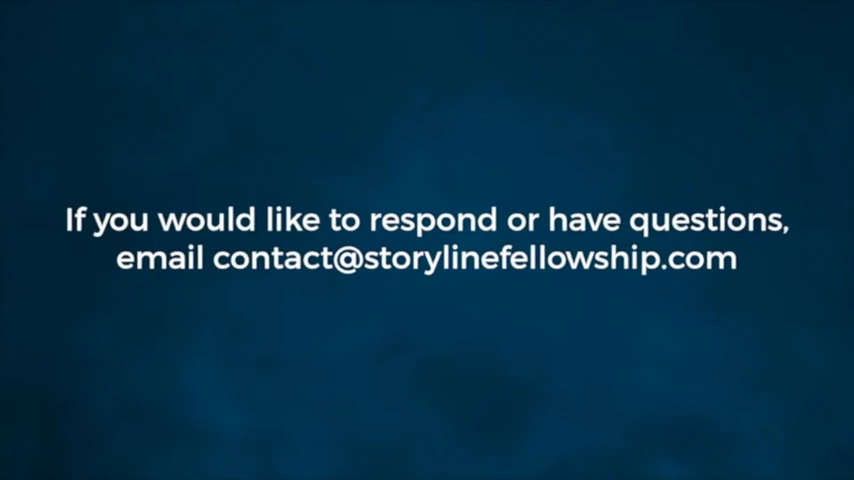 If you would like to respond or have questions,
email contact@storylinefellowship.com